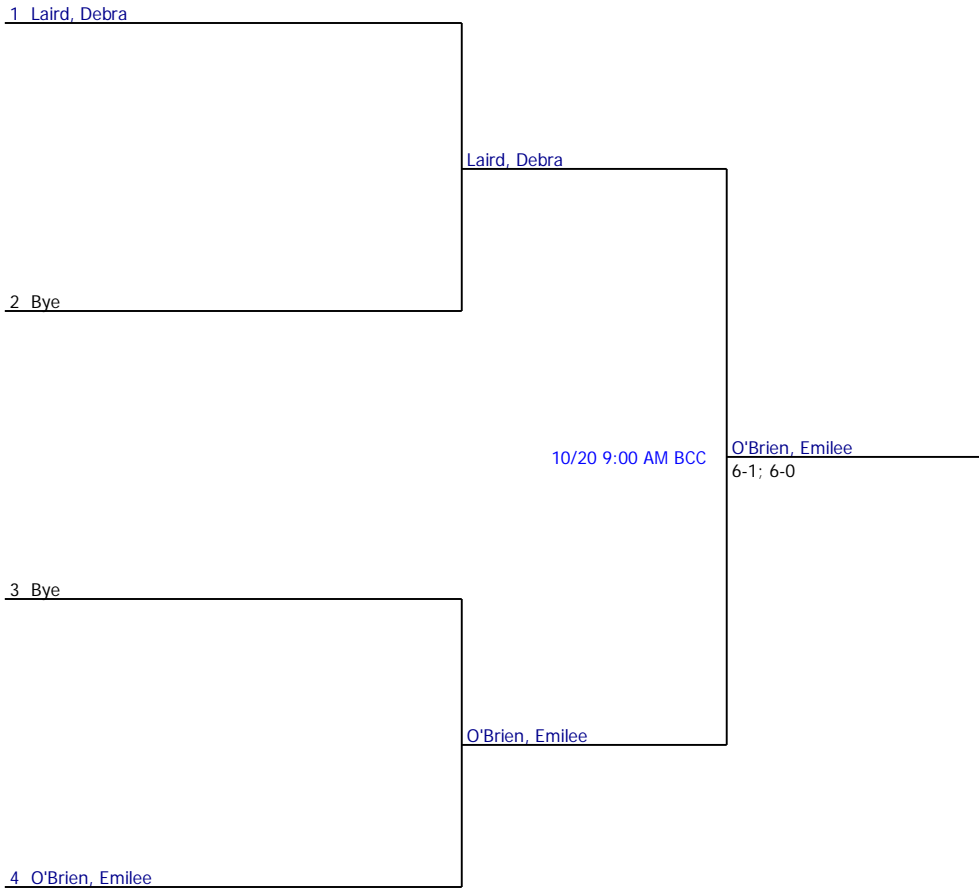 1 Laird, Debra
Laird, Debra
2 Bye
10/20 9:00 AM BCC
O'Brien, Emilee
6-1; 6-0
3 Bye
O'Brien, Emilee
4 O'Brien, Emilee